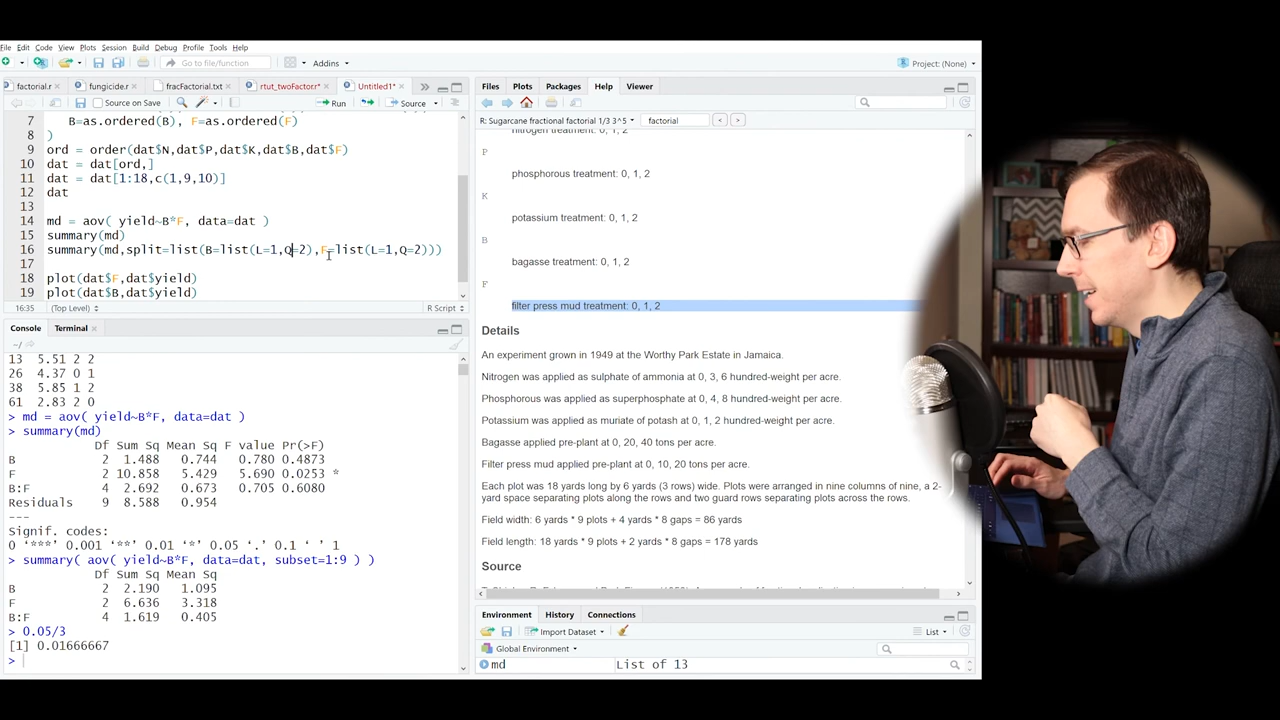 File Edit Code View Plots Session Build Debug Profile Tools Help
Go to file/function Addins Project: (None)
factorial.r fungicide.r fracFactorial.txt rtut_twoFactor.r* Untitled1*
Source on Save Run Source
7 B=as.ordered(B), F=as.ordered(F)
8 )
9 ord = order(dat$N,dat$P,dat$K,dat$B,dat$F)
10 dat = dat[ord,]
11 dat = dat[1:18,c(1,9,10)]
12 dat
13
14 md = aov( yield~B*F, data=dat )
15 summary(md)
16 summary(md,split=list(B=list(L=1,Q=2),F=list(L=1,Q=2)))
17
18 plot(dat$F,dat$yield)
19 plot(dat$B,dat$yield)
16:35 (Top Level) R Script
Console Terminal
~/
13 5.51 2 2
26 4.37 0 1
38 5.85 1 2
61 2.83 2 0
> md = aov( yield~B*F, data=dat )
> summary(md)
Df Sum Sq Mean Sq F value Pr(>F)
B 2 1.488 0.744 0.780 0.4873
F 2 10.858 5.429 5.690 0.0253 *
B:F 4 2.692 0.673 0.705 0.6080
Residuals 9 8.588 0.954
---
Signif. codes:
0 ‘***’ 0.001 ‘**’ 0.01 ‘*’ 0.05 ‘.’ 0.1 ‘ ’ 1
> summary( aov( yield~B*F, data=dat, subset=1:9 ) )
Df Sum Sq Mean Sq
B 2 2.190 1.095
F 2 6.636 3.318
B:F 4 1.619 0.405
> 0.05/3
[1] 0.01666667
>
Files Plots Packages Help Viewer
R: Sugarcane fractional factorial 1/3 3^5 factorial
nitrogen treatment: 0, 1, 2
P
phosphorous treatment: 0, 1, 2
K
potassium treatment: 0, 1, 2
B
bagasse treatment: 0, 1, 2
F
filter press mud treatment: 0, 1, 2
Details
An experiment grown in 1949 at the Worthy Park Estate in Jamaica.
Nitrogen was applied as sulphate of ammonia at 0, 3, 6 hundred-weight per acre.
Phosphorous was applied as superphosphate at 0, 4, 8 hundred-weight per acre.
Potassium was applied as muriate of potash at 0, 1, 2 hundred-weight per acre.
Bagasse applied pre-plant at 0, 20, 40 tons per acre.
Filter press mud applied pre-plant at 0, 10, 20 tons per acre.
Each plot was 18 yards long by 6 yards (3 rows) wide. Plots were arranged in nine columns of nine, a 2-
yard space separating plots along the rows and two guard rows separating plots across the rows.
Field width: 6 yards * 9 plots + 4 yards * 8 gaps = 86 yards
Field length: 18 yards * 9 plots + 2 yards * 8 gaps = 178 yards
Source
Environment History Connections
Import Dataset List
Global Environment
md List of 13